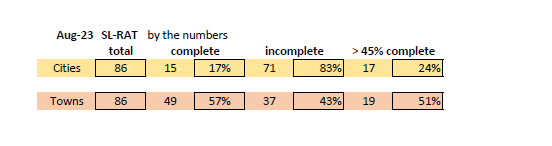 Aug-23 SL-RAT by the numbers
total complete incomplete > 45% complete
Cities 86 15 17% 71 83% 17 24%
Towns 86 49 57% 37 43% 19 51%